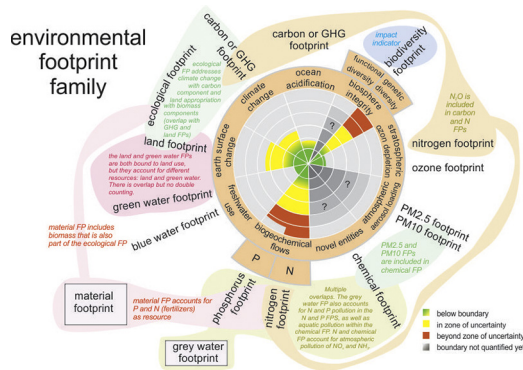 environmental
footprint
family
carbon or GHG
footprint
carbon or GHG
footprint
impact
indicator
biodiversity
footprint
ecological footprint
ecological
FP addresses
climate change
with carbon
component and
land appropriation
with biomass
components
(overlap with
GHG and
land FPs)
functional genetic
diversity diversity
biosphere
integrity
climate
change
ocean
acidification
stratospheric
ozon depletion
atmospheric
aerosol loading
novel entities
biogeochemical
flows
freshwater
use
earth surface
change
P
N
?
?
?
N₂O is
included in
carbon and N
FPs
nitrogen footprint
ozone footprint
land footprint
the land and green water FPs
are both bound to land use,
but they account for different
resources: land and green water.
There is overlap but no double
counting.
green water footprint
blue water footprint
PM2.5 footprint
PM10 footprint
PM2.5 and
PM10 FPs
are included in
chemical FP
chemical footprint
material FP includes
biomass that is also
part of the ecological FP
material
footprint
material FP accounts for
P and N (fertilizers)
as resource
phosphorus
footprint
nitrogen
footprint
grey water
footprint
Multiple
overlaps. The grey
water FP also accounts
for N and P pollution in the
N and P FPS, as well as
aquatic pollution within the
chemical FP. N and chemical
FP account for atmospheric
pollution of NOₓ and NH₃.
below boundary
in zone of uncertainty
beyond zone of uncertainty
boundary not quantified yet